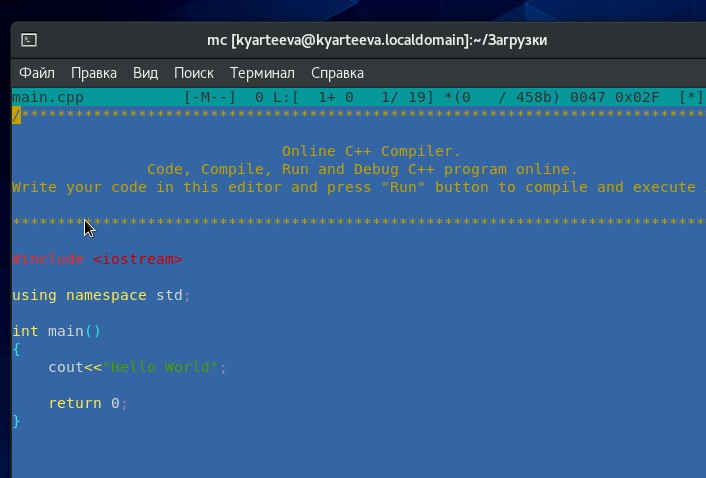 mc [kyarteeva@kyarteeva.localdomain]:~/Загрузки
Файл Правка Вид Поиск Терминал Справка
main.cpp [-M--] 0 L:[ 1+ 0 1/ 19] *(0 / 458b) 0047 0x02F [*]
/*****************************************************************************
Online C++ Compiler.
Code, Compile, Run and Debug C++ program online.
Write your code in this editor and press "Run" button to compile and execute
*****************************************************************************
#include <iostream>
using namespace std;
int main()
{
cout<<"Hello World";
return 0;
}